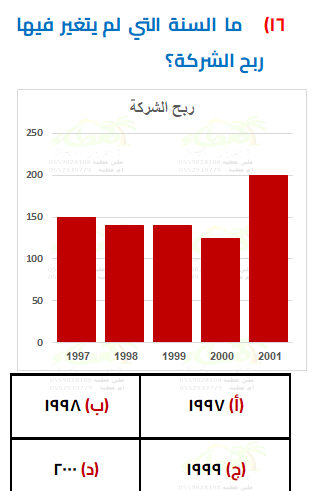 ١٦) ما السنة التي لم يتغير فيها
ربح الشركة؟
ربح الشركة
250
200
150
100
50
0
1997 1998 1999 2000 2001
(أ) ١٩٩٧ (ب) ١٩٩٨
(ج) ١٩٩٩ (د) ٢٠٠٠